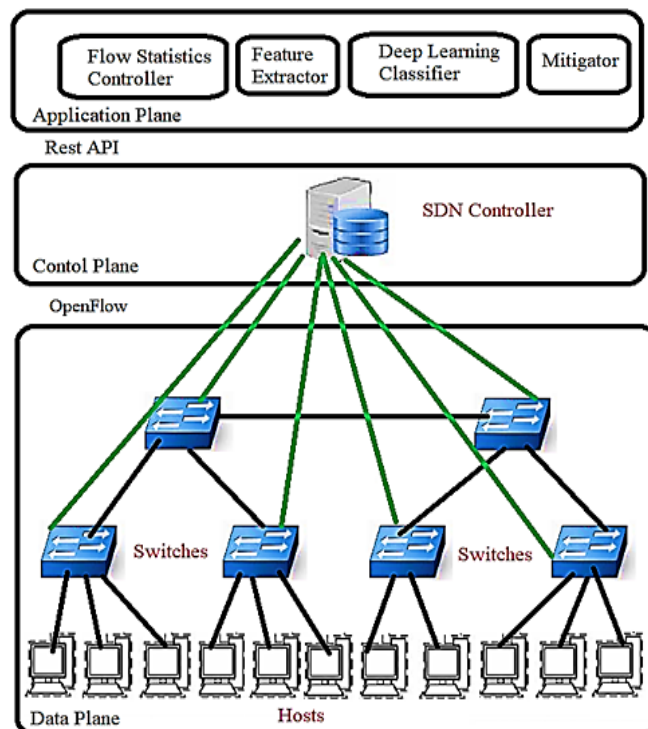 Flow Statistics
Controller
Feature
Extractor
Deep Learning
Classifier
Mitigator
Application Plane
Rest API
SDN Controller
Contol Plane
OpenFlow
Switches
Switches
Data Plane
Hosts